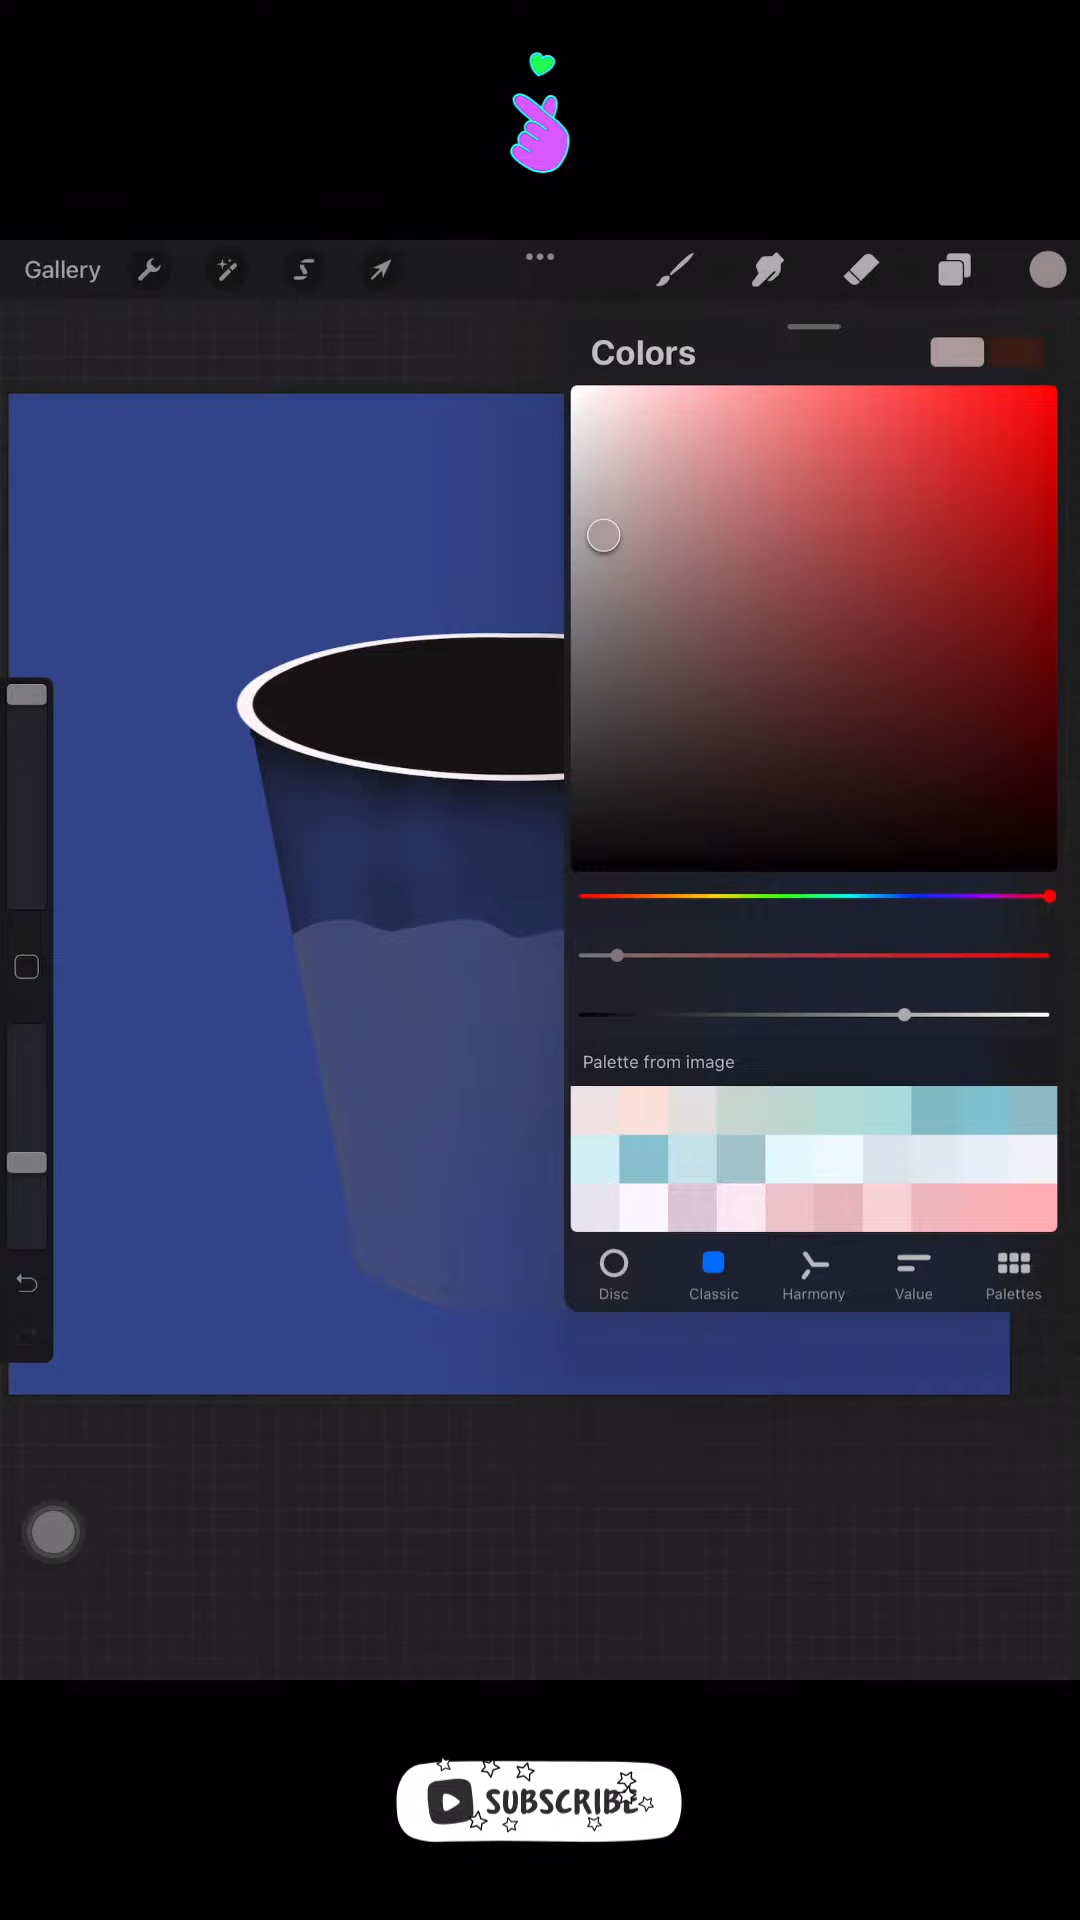 Gallery
Colors
Palette from image
Disc
Classic
Harmony
Value
Palettes
SUBSCRIBE